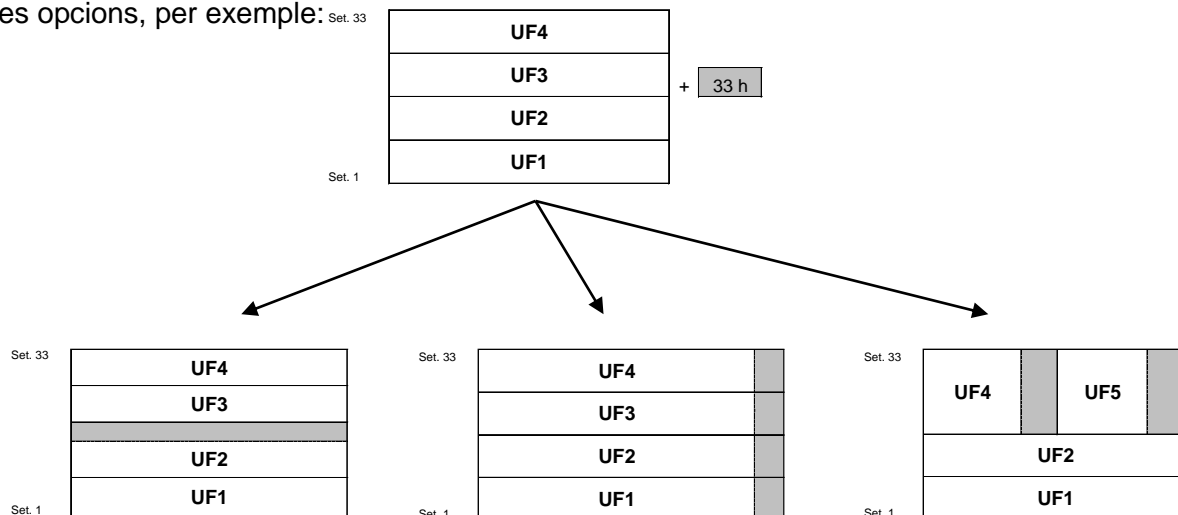 es opcions, per exemple:
Set. 33
UF4
UF3
+ 33 h
UF2
UF1
Set. 1
Set. 33
UF4
UF3
UF2
UF1
Set. 1
Set. 33
UF4
UF3
UF2
UF1
Set. 1
Set. 33
UF4 UF5
UF2
UF1
Set. 1